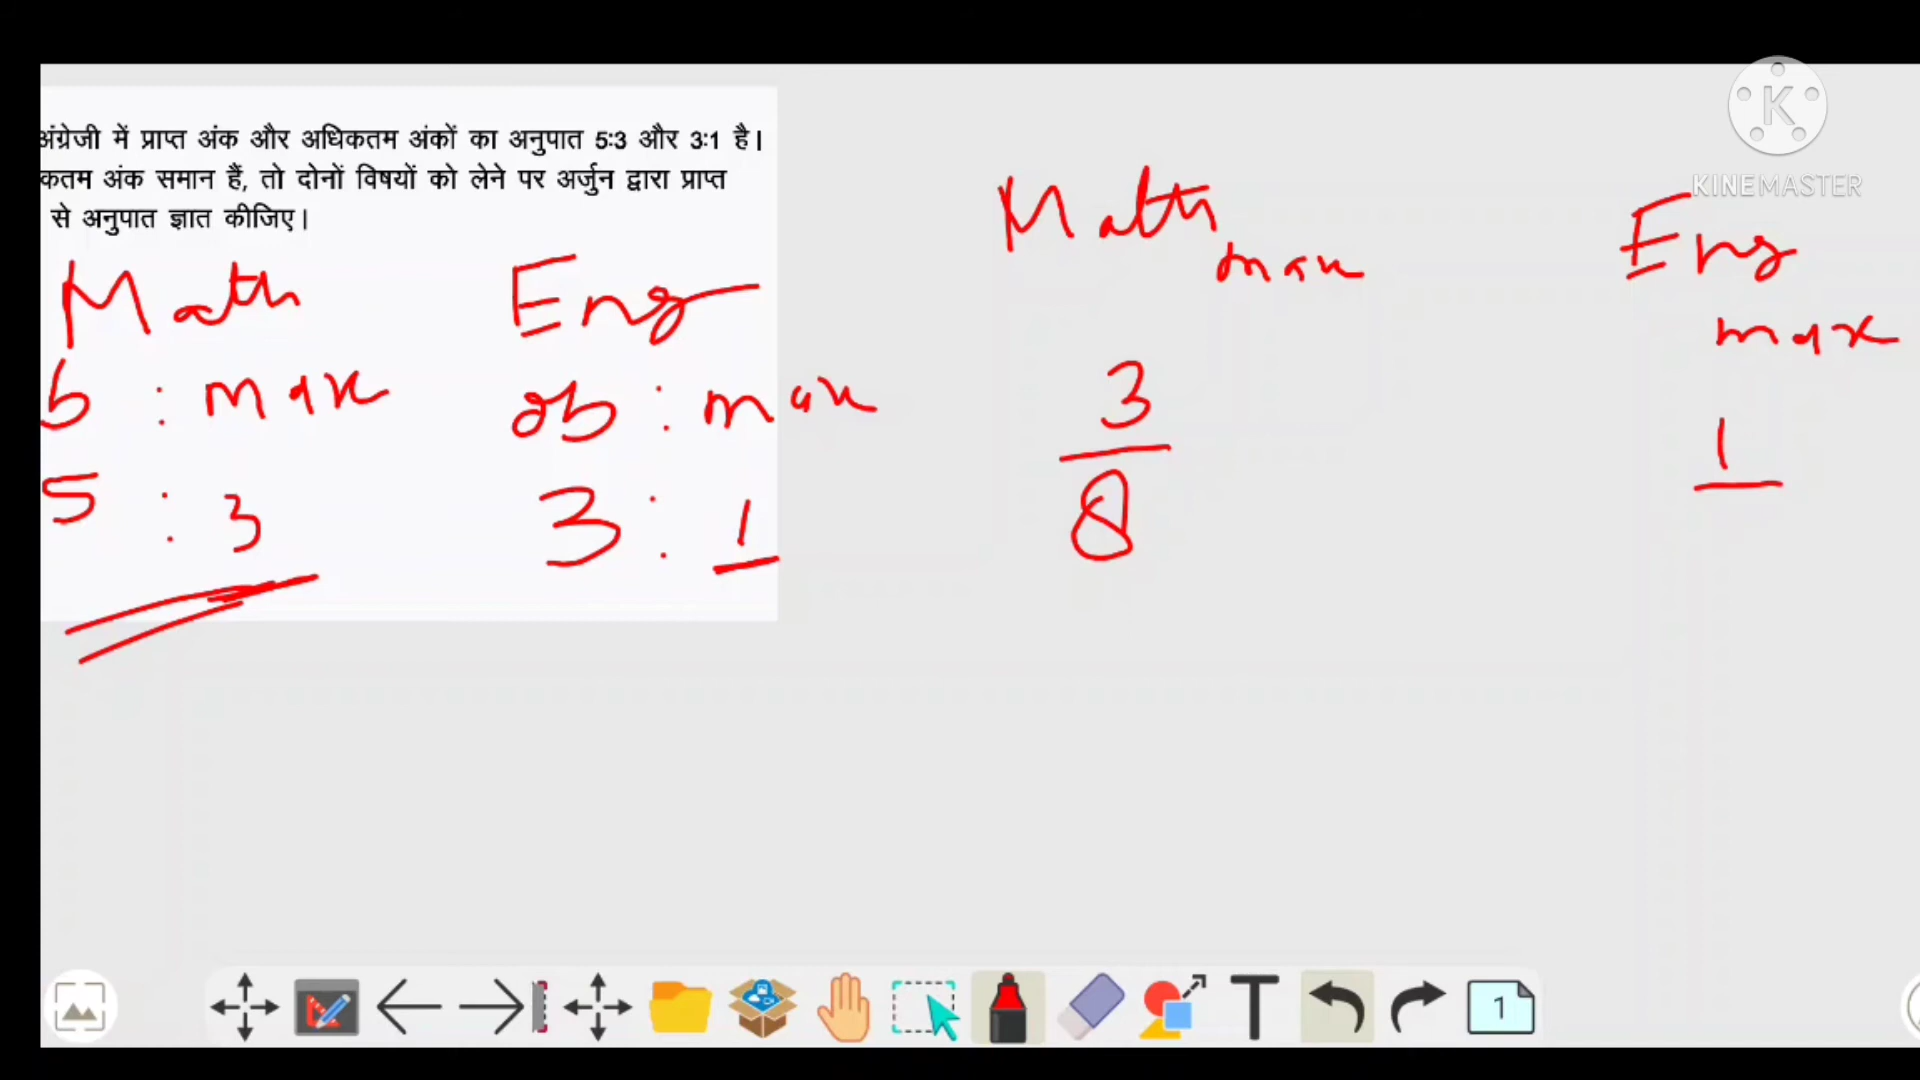 अंग्रेजी में प्राप्त अंक और अधिकतम अंकों का अनुपात 5:3 और 3:1 है।
कतम अंक समान हैं, तो दोनों विषयों को लेने पर अर्जुन द्वारा प्राप्त
से अनुपात ज्ञात कीजिए।
Math Eng
b : max ob : max
5 : 3 3 : 1
Math max
3
8
Eng max
1
KINEMASTER
K
T
1